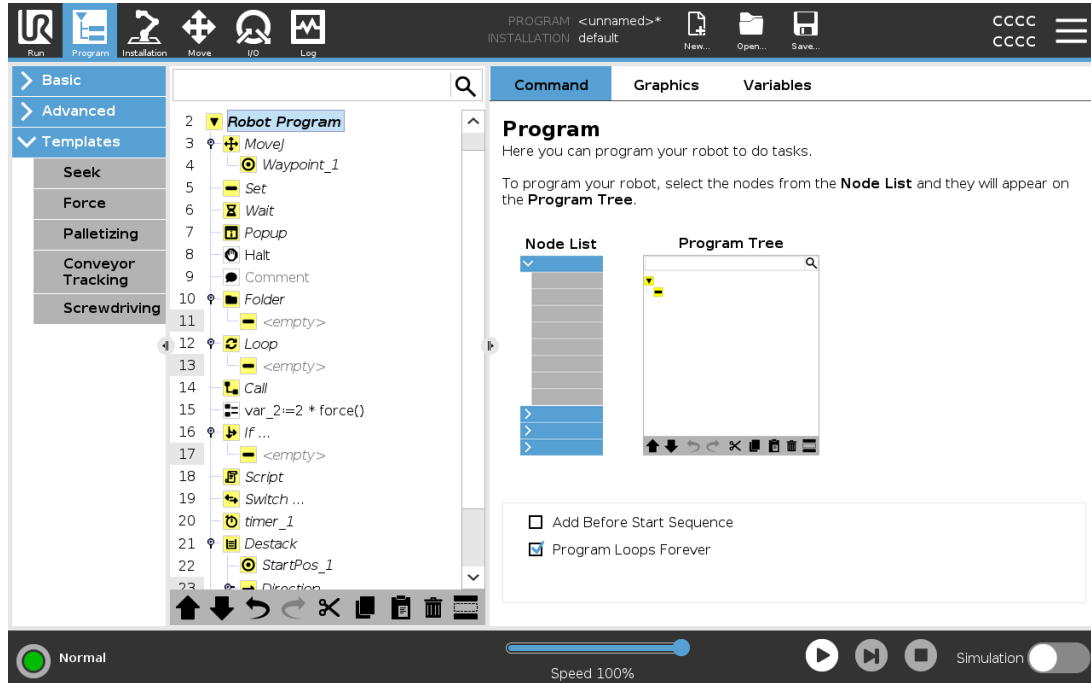 PROGRAM <unnamed>*
INSTALLATION default
CCCC
CCCC
Run
Program
Installation
Move
I/O
Log
New...
Open...
Save...
Basic
Advanced
Templates
Seek
Force
Palletizing
Conveyor
Tracking
Screwdriving
2 Robot Program
3 MoveJ
4 Waypoint_1
5 Set
6 Wait
7 Popup
8 Halt
9 Comment
10 Folder
11 <empty>
12 Loop
13 <empty>
14 Call
15 var_2:=2 * force()
16 If ...
17 <empty>
18 Script
19 Switch ...
20 timer_1
21 Destack
22 StartPos_1
23 Direction
Command
Graphics
Variables
Program
Here you can program your robot to do tasks.
To program your robot, select the nodes from the Node List and they will appear on
the Program Tree.
Node List
Program Tree
Add Before Start Sequence
Program Loops Forever
Normal
Speed 100%
Simulation